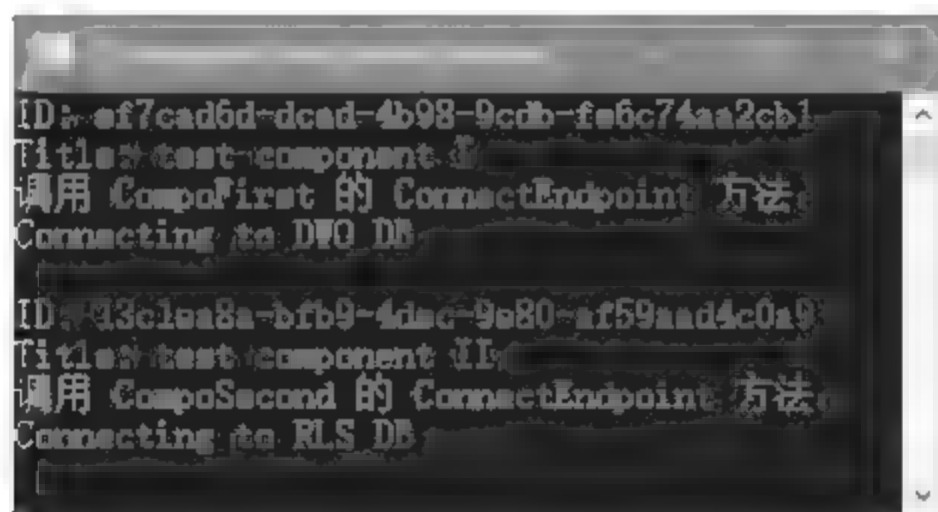 ID: ef7cad6d-dcad-4b98-9cdb-fe6c74aa2cb1
Title: test component I
调用 CompoFirst 的 ConnectEndpoint 方法。
Connecting to DWO DB
ID: 13c1ea8a-bfb9-4dac-9e80-af59aad4c0a9
Title: test component II
调用 CompoSecond 的 ConnectEndpoint 方法。
Connecting to RLS DB